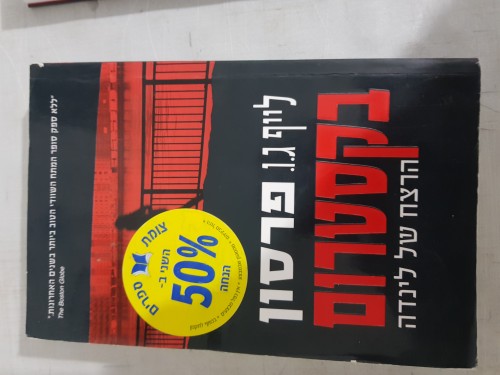 "ללא ספק סופר המתח השוודי הטוב ביותר בשנים האחרונות."
The Boston Globe
לייף ג.ו. פרסון
בקסטרום
הרצח של לינדה
צומת ספרים
השני ב-
50%
הנחה